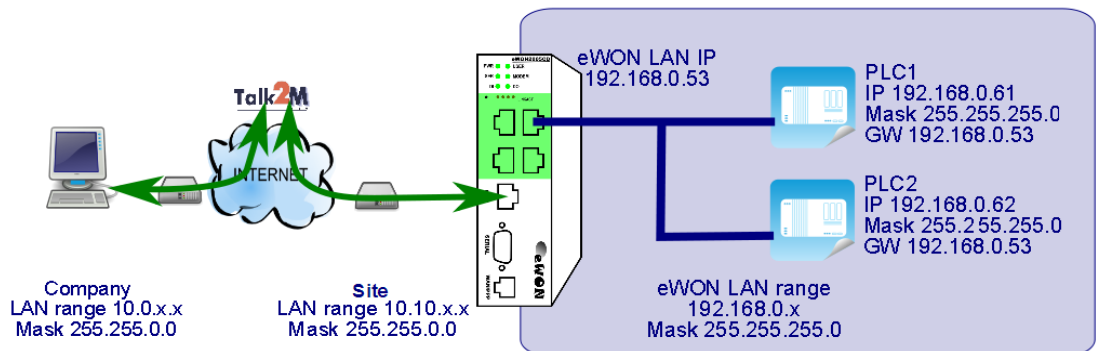 Talk2M
INTERNET
Company
LAN range 10.0.x.x
Mask 255.255.0.0
Site
LAN range 10.10.x.x
Mask 255.255.0.0
SERIAL
eWON
eWON LAN IP
192.168.0.53
PLC1
IP 192.168.0.61
Mask 255.255.255.0
GW 192.168.0.53
PLC2
IP 192.168.0.62
Mask 255.2 55.255.0
GW 192.168.0.53
eWON LAN range
192.168.0.x
Mask 255.255.255.0